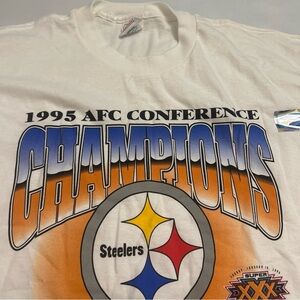 1995 AFC CONFERENCE
CHAMPIONS
Steelers
SUPER
XXX